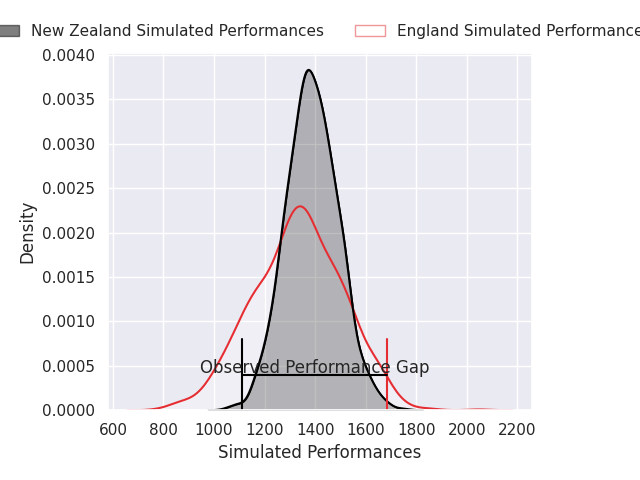 New Zealand Simulated Performances
England Simulated Performance
0.0040
0.0035
0.0030
0.0025
0.0020
0.0015
0.0010
0.0005
0.0000
Density
Observed Performance Gap
600 800 1000 1200 1400 1600 1800 2000 2200
Simulated Performances